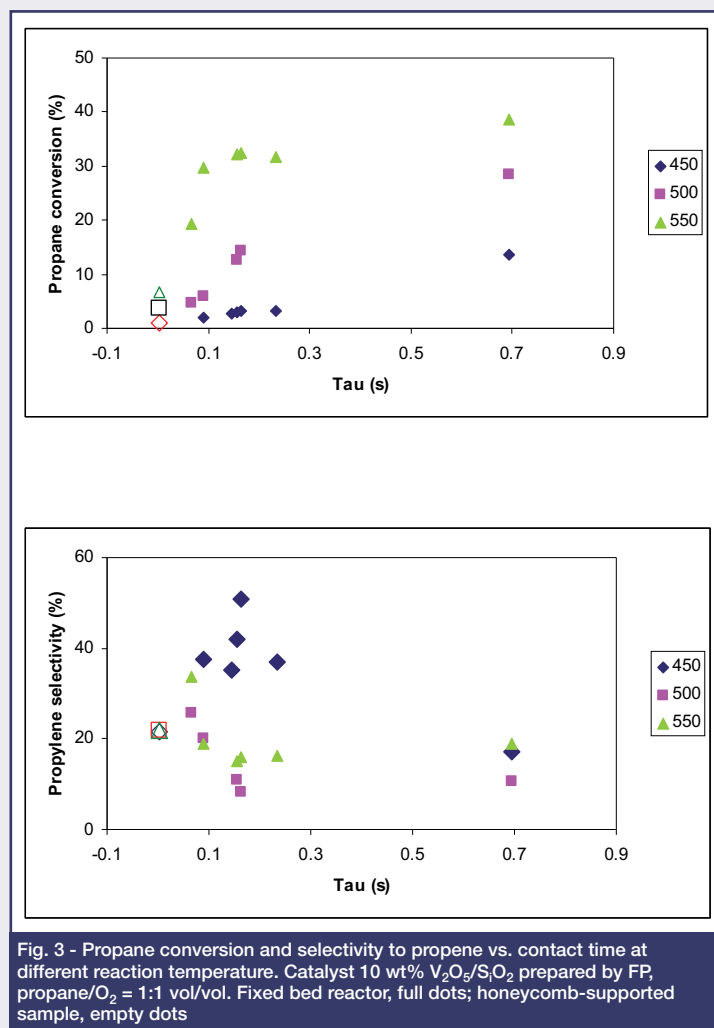 50
40
30
20
10
0
Propane conversion (%)
-0.1 0.1 0.3 0.5 0.7 0.9
Tau (s)
450
500
550
60
40
20
0
Propylene selectivity (%)
-0.1 0.1 0.3 0.5 0.7 0.9
Tau (s)
450
500
550
Fig. 3 - Propane conversion and selectivity to propene vs. contact time at
different reaction temperature. Catalyst 10 wt% V₂O₅/SᵢO₂ prepared by FP,
propane/O₂ = 1:1 vol/vol. Fixed bed reactor, full dots; honeycomb-supported
sample, empty dots